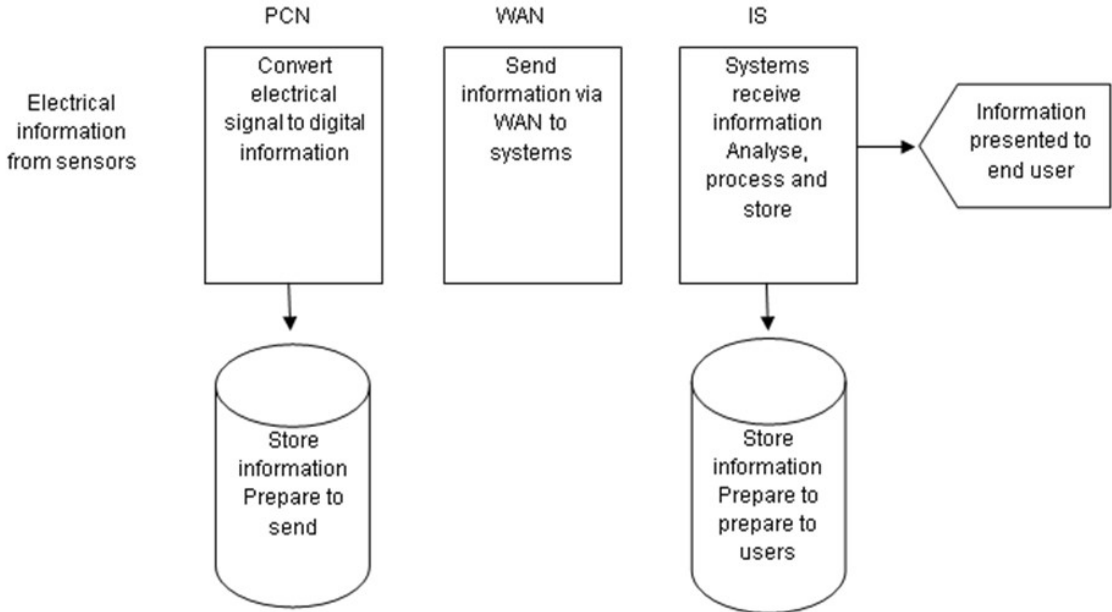 PCN
WAN
IS
Electrical
information
from sensors
Convert
electrical
signal to digital
information
Send
information via
WAN to
systems
Systems
receive
information
Analyse,
process and
store
Information
presented to
end user
Store
information
Prepare to
send
Store
information
Prepare to
prepare to
users